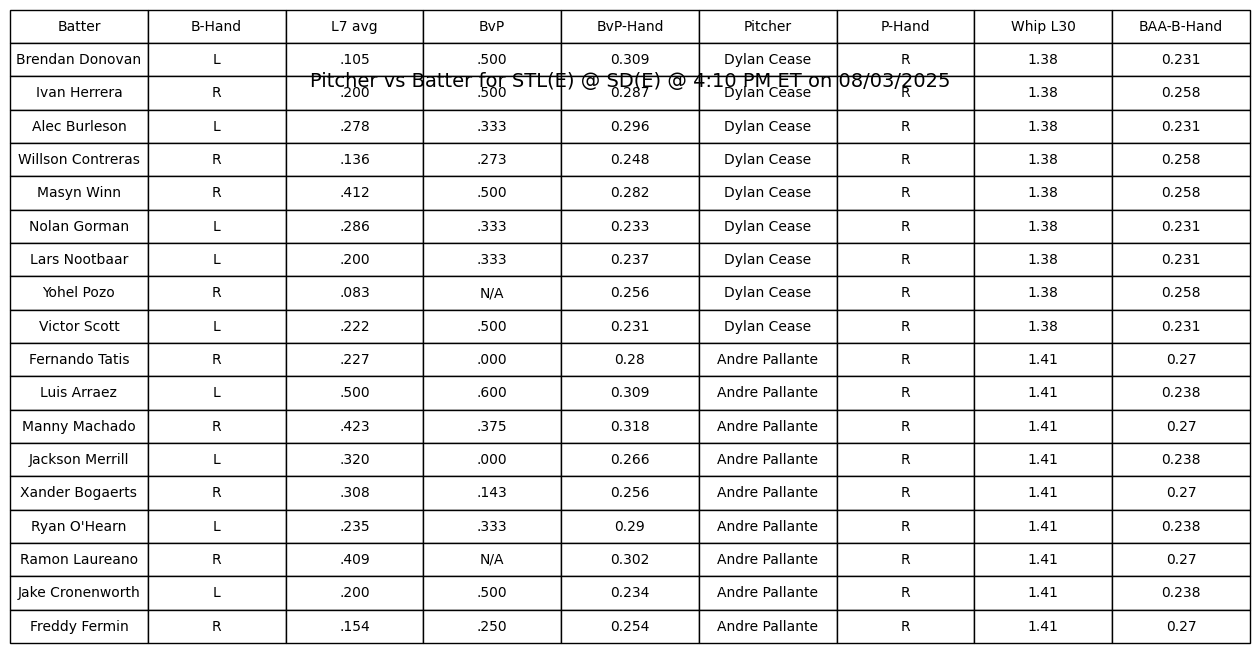 Batter B-Hand L7 avg BvP BvP-Hand Pitcher P-Hand Whip L30 BAA-B-Hand
Brendan Donovan L .105 .500 0.309 Dylan Cease R 1.38 0.231
Pitcher vs Batter for STL(E) @ SD(E) @ 4:10 PM ET on 08/03/2025
Ivan Herrera R .200 .500 0.287 Dylan Cease R 1.38 0.258
Alec Burleson L .278 .333 0.296 Dylan Cease R 1.38 0.231
Willson Contreras R .136 .273 0.248 Dylan Cease R 1.38 0.258
Masyn Winn R .412 .500 0.282 Dylan Cease R 1.38 0.258
Nolan Gorman L .286 .333 0.233 Dylan Cease R 1.38 0.231
Lars Nootbaar L .200 .333 0.237 Dylan Cease R 1.38 0.231
Yohel Pozo R .083 N/A 0.256 Dylan Cease R 1.38 0.258
Victor Scott L .222 .500 0.231 Dylan Cease R 1.38 0.231
Fernando Tatis R .227 .000 0.28 Andre Pallante R 1.41 0.27
Luis Arraez L .500 .600 0.309 Andre Pallante R 1.41 0.238
Manny Machado R .423 .375 0.318 Andre Pallante R 1.41 0.27
Jackson Merrill L .320 .000 0.266 Andre Pallante R 1.41 0.238
Xander Bogaerts R .308 .143 0.256 Andre Pallante R 1.41 0.27
Ryan O'Hearn L .235 .333 0.29 Andre Pallante R 1.41 0.238
Ramon Laureano R .409 N/A 0.302 Andre Pallante R 1.41 0.27
Jake Cronenworth L .200 .500 0.234 Andre Pallante R 1.41 0.238
Freddy Fermin R .154 .250 0.254 Andre Pallante R 1.41 0.27